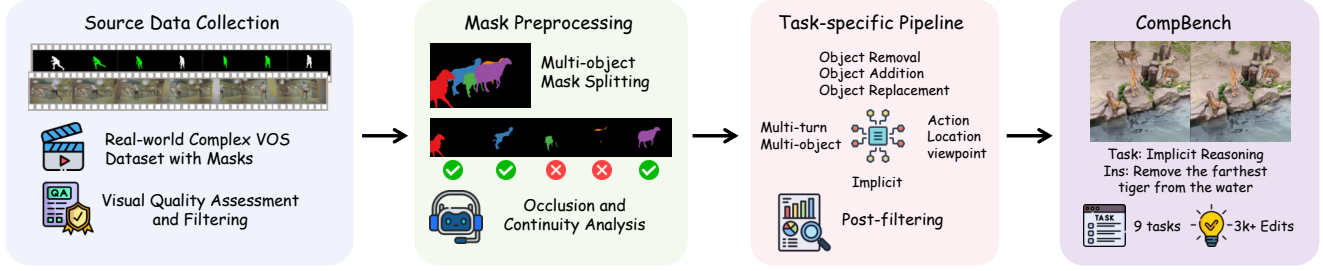 Source Data Collection
Real-world Complex VOS
Dataset with Masks
QA
Visual Quality Assessment
and Filtering
Mask Preprocessing
Multi-object
Mask Splitting
Occlusion and
Continuity Analysis
Task-specific Pipeline
Object Removal
Object Addition
Object Replacement
Multi-turn
Multi-object
Action
Location
viewpoint
Implicit
Post-filtering
CompBench
Task: Implicit Reasoning
Ins: Remove the farthest
tiger from the water
TASK
9 tasks
3k+ Edits